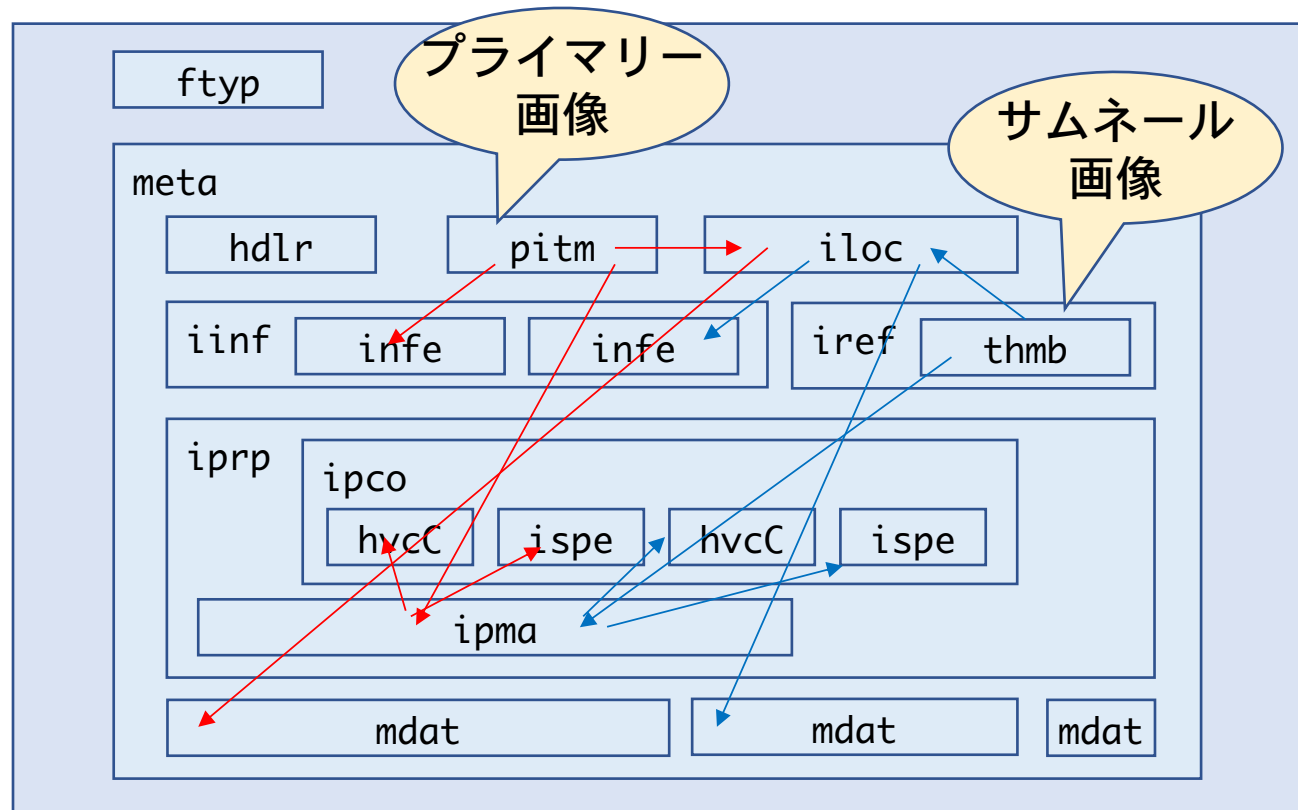 ftyp
プライマリー
画像
サムネール
画像
meta
hdlr
pitm
iloc
iinf
infe
infe
iref
thmb
iprp
ipco
hvcC
ispe
hvcC
ispe
ipma
mdat
mdat
mdat